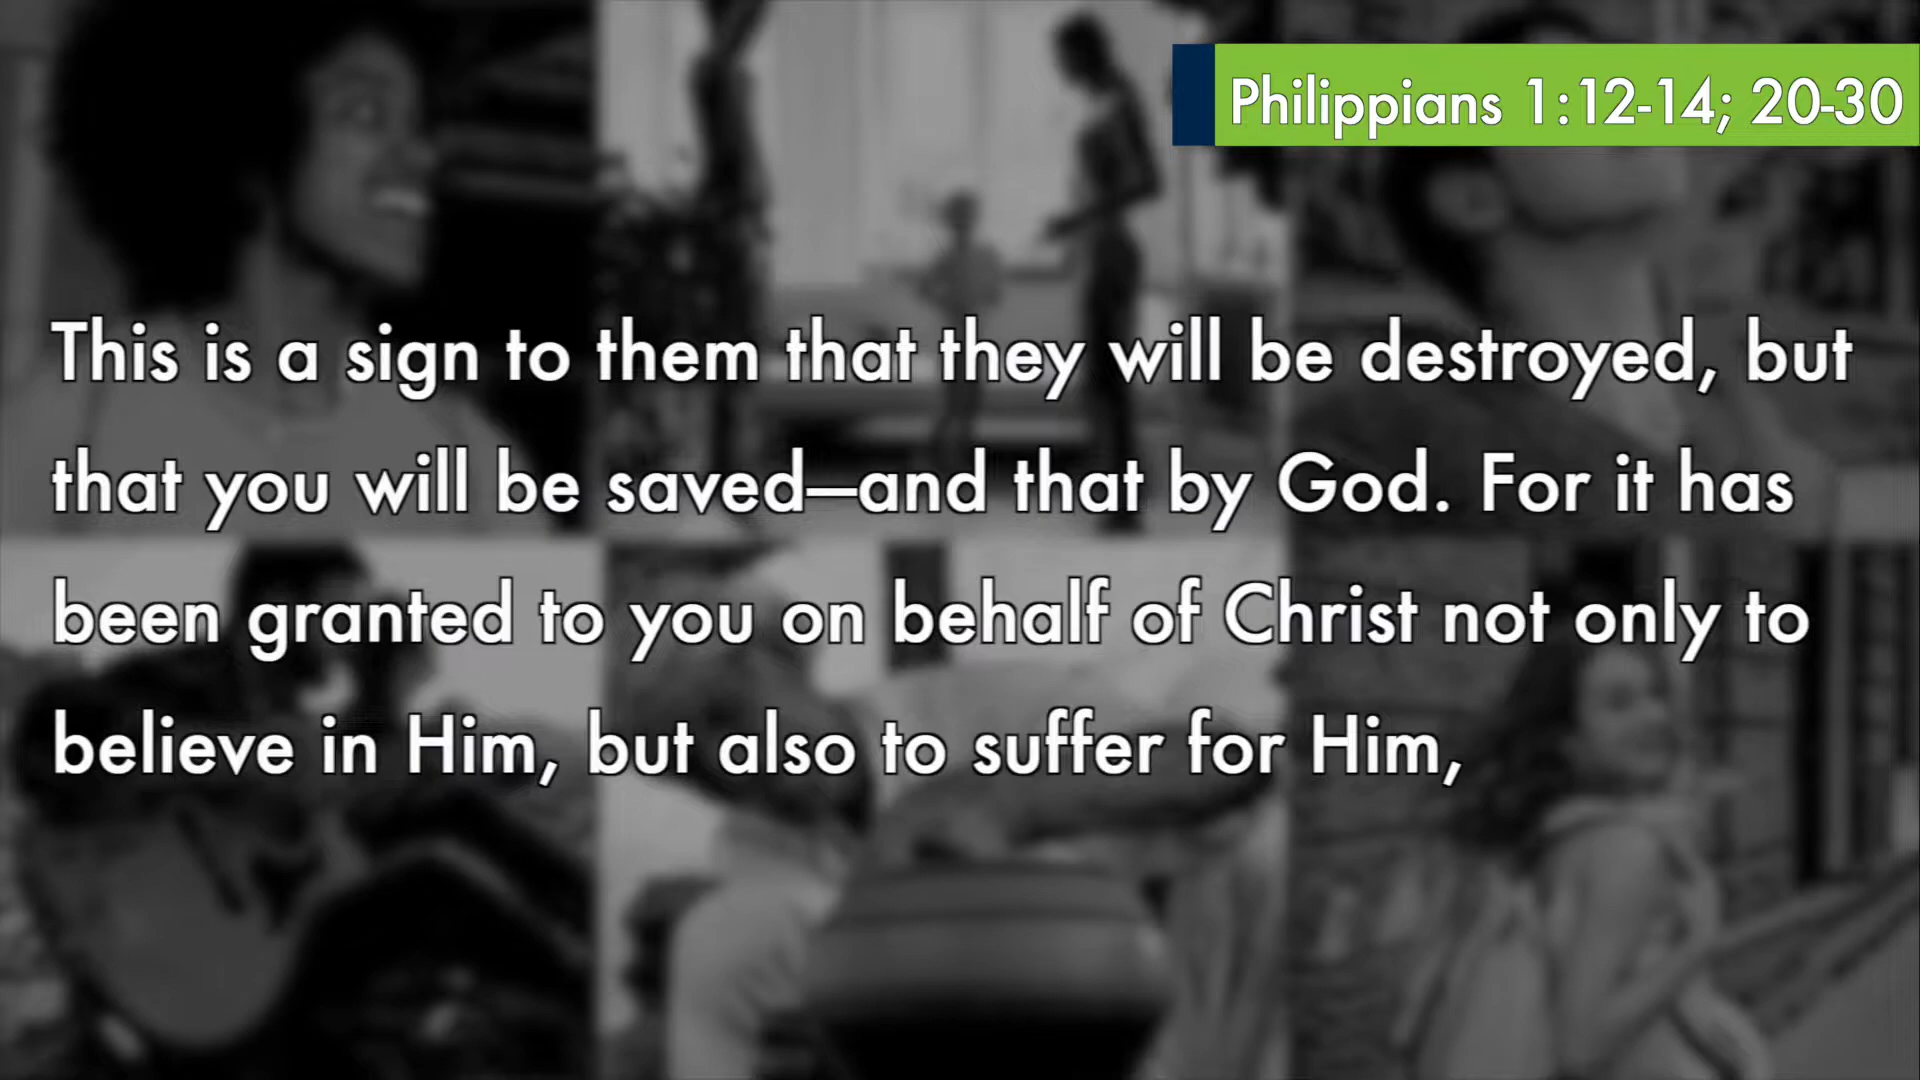 Philippians 1:12-14; 20-30
This is a sign to them that they will be destroyed, but
that you will be saved—and that by God. For it has
been granted to you on behalf of Christ not only to
believe in Him, but also to suffer for Him,